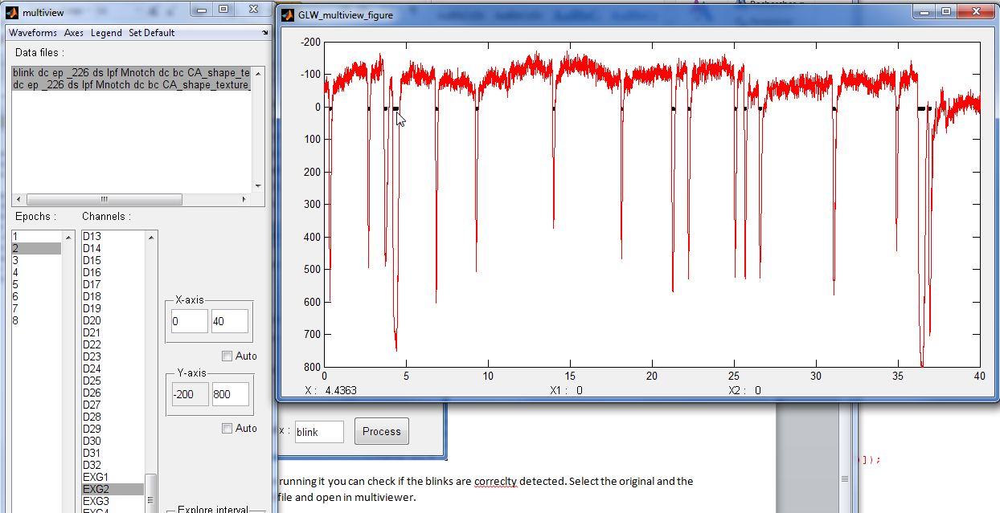 multiview
Waveforms Axes Legend Set Default
Data files :
blink dc ep _226 ds lpf Mnotch dc bc CA_shape_te
dc ep _226 ds lpf Mnotch dc bc CA_shape_texture_
Epochs :
1
2
3
4
5
6
7
8
Channels :
D13
D14
D15
D16
D17
D18
D19
D20
D21
D22
D23
D24
D25
D26
D27
D28
D29
D30
D31
D32
EXG1
EXG2
EXG3
EXG4
X-axis
0 40
Auto
Y-axis
-200 800
Auto
Explore interval
GLW_multiview_figure
-200
-100
0
100
200
300
400
500
600
700
800
0 5 10 15 20 25 30 35 40
X : 4.4363 X1 : 0 X2 : 0
x : blink Process
running it you can check if the blinks are correclty detected. Select the original and the
file and open in multiviewer.
]);